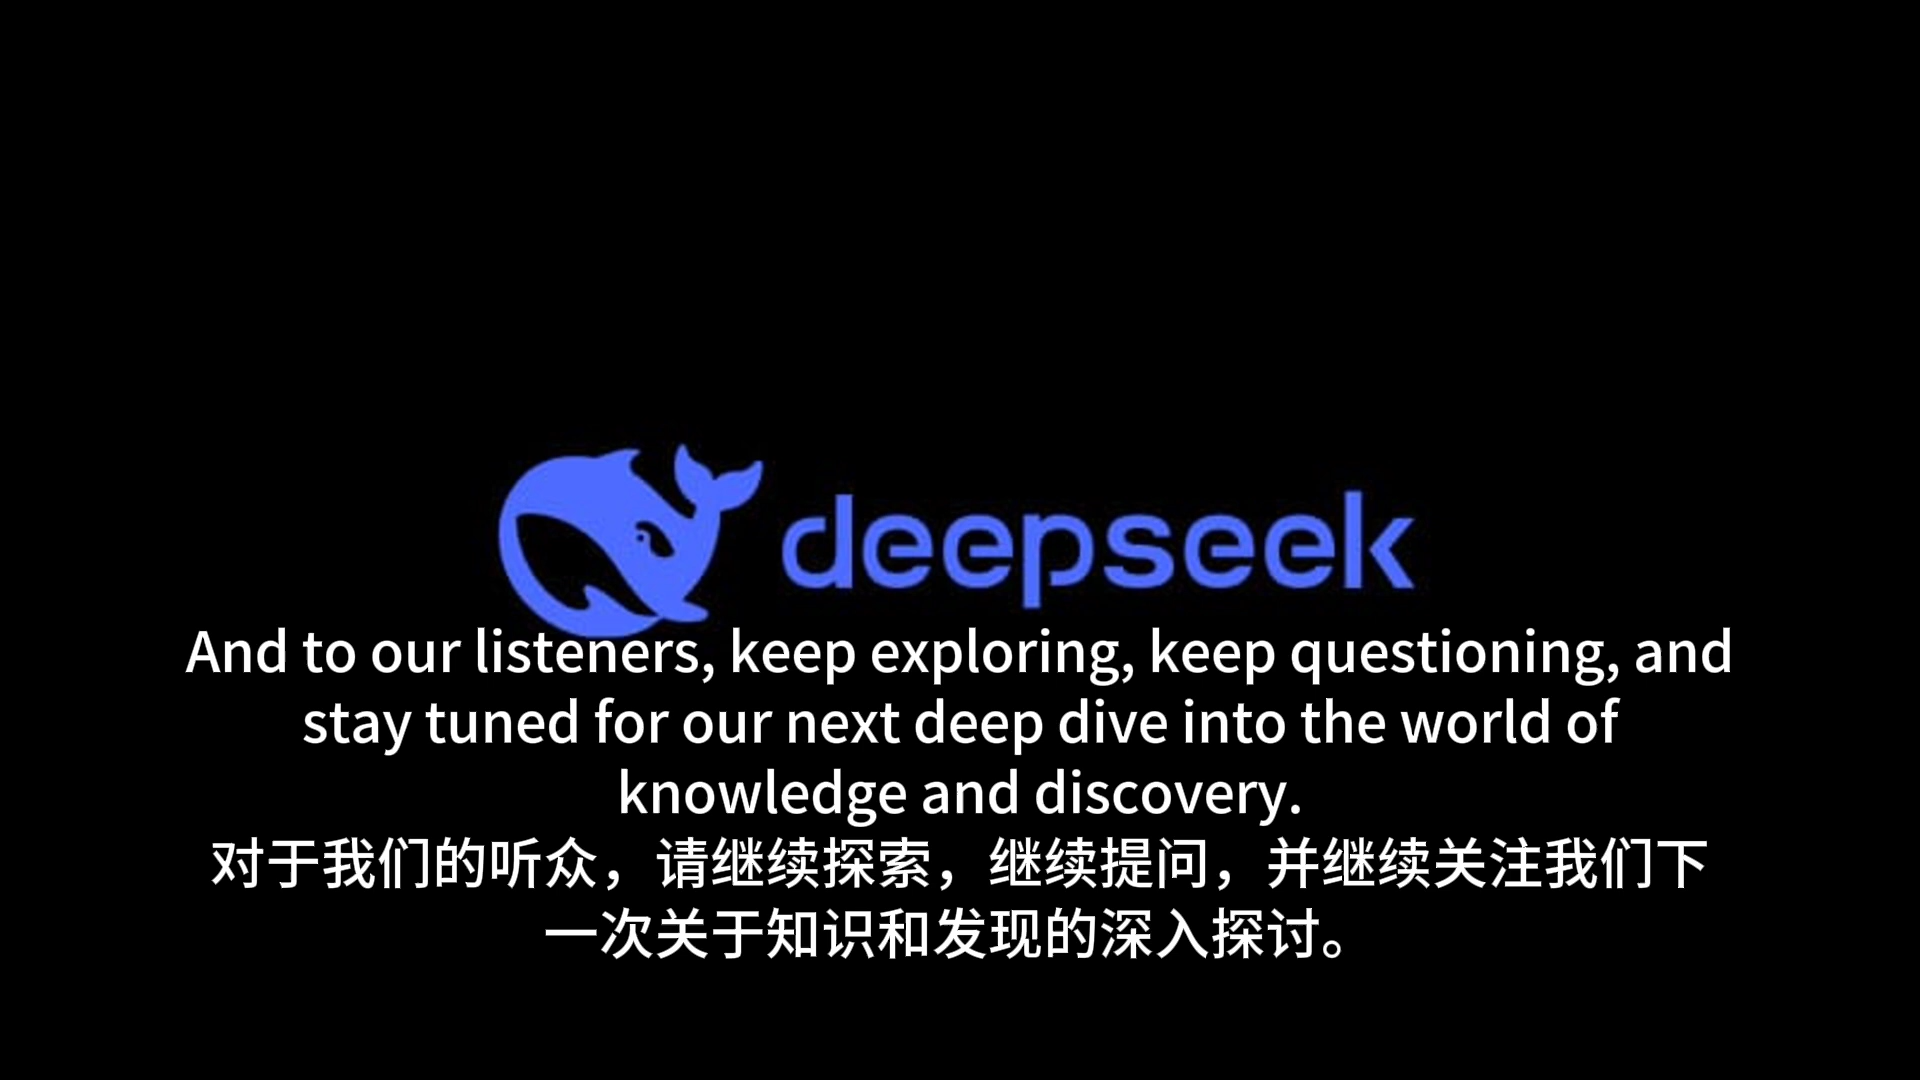 deepseek
And to our listeners, keep exploring, keep questioning, and
stay tuned for our next deep dive into the world of
knowledge and discovery.
对于我们的听众，请继续探索，继续提问，并继续关注我们下
一次关于知识和发现的深入探讨。